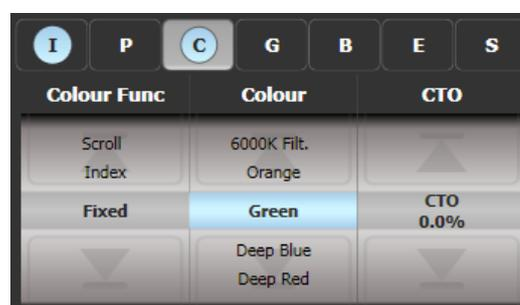 I P C G B E S
Colour Func Colour CTO
Scroll 6000K Filt.
Index Orange
Fixed Green CTO
0.0%
Deep Blue
Deep Red